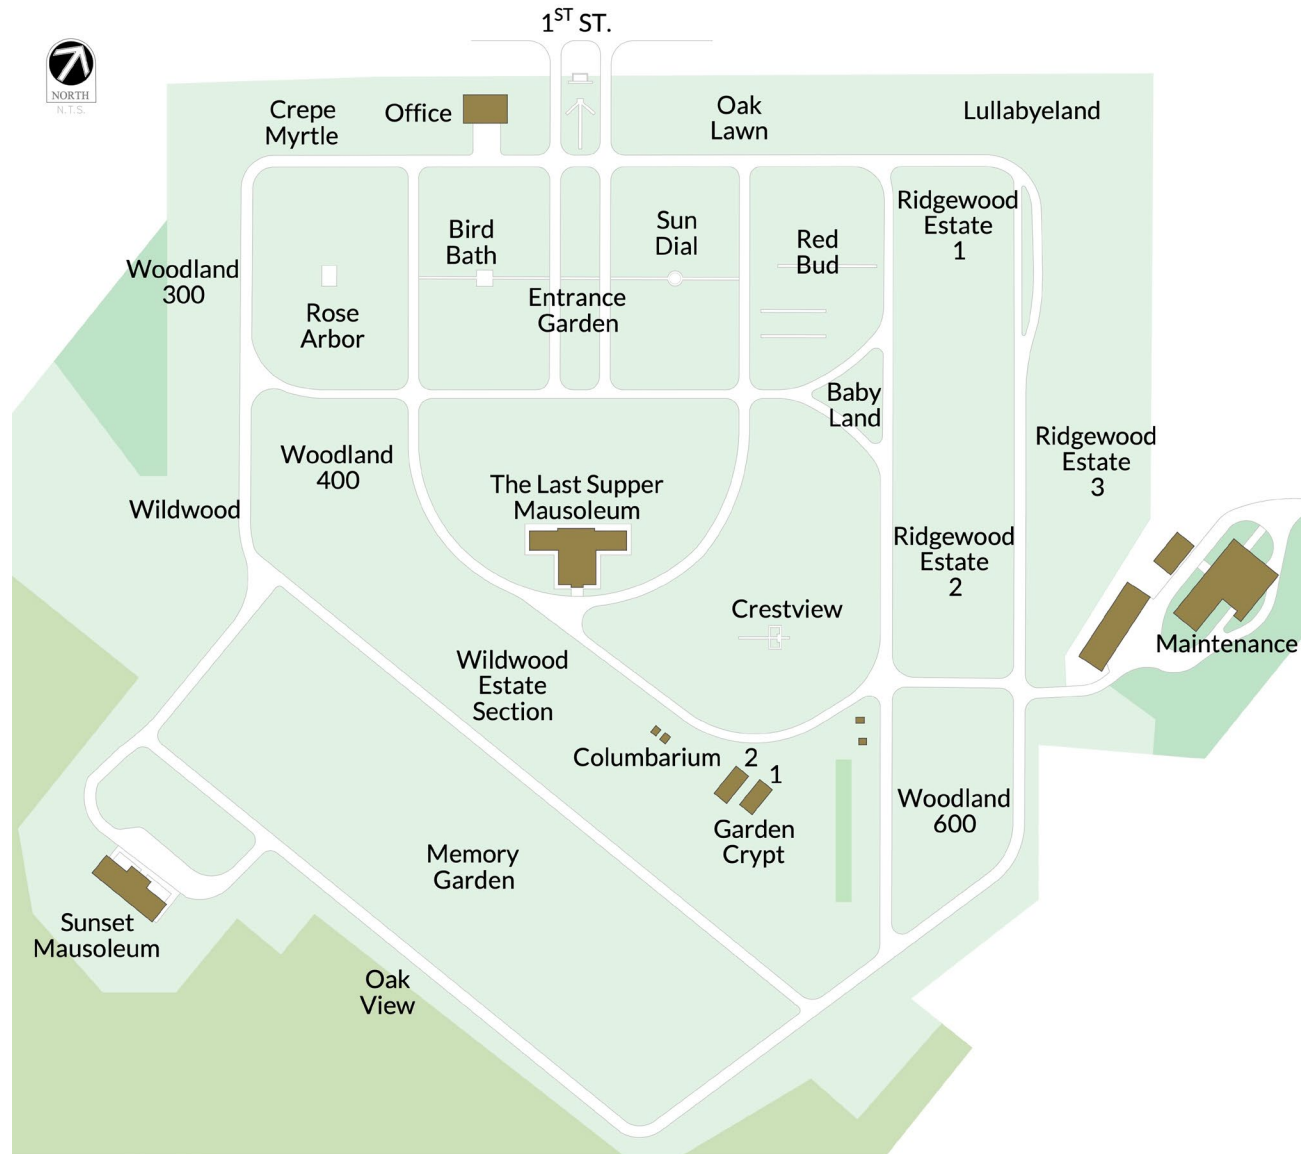 1ST ST.
NORTH
N.T.S.
Crepe
Myrtle
Office
Oak
Lawn
Lullabyeland
Ridgewood
Estate
1
Bird
Bath
Sun
Dial
Red
Bud
Woodland
300
Rose
Arbor
Entrance
Garden
Baby
Land
Woodland
400
Ridgewood
Estate
3
The Last Supper
Mausoleum
Wildwood
Ridgewood
Estate
2
Crestview
Maintenance
Wildwood
Estate
Section
Columbarium
2
1
Garden
Crypt
Woodland
600
Memory
Garden
Sunset
Mausoleum
Oak
View